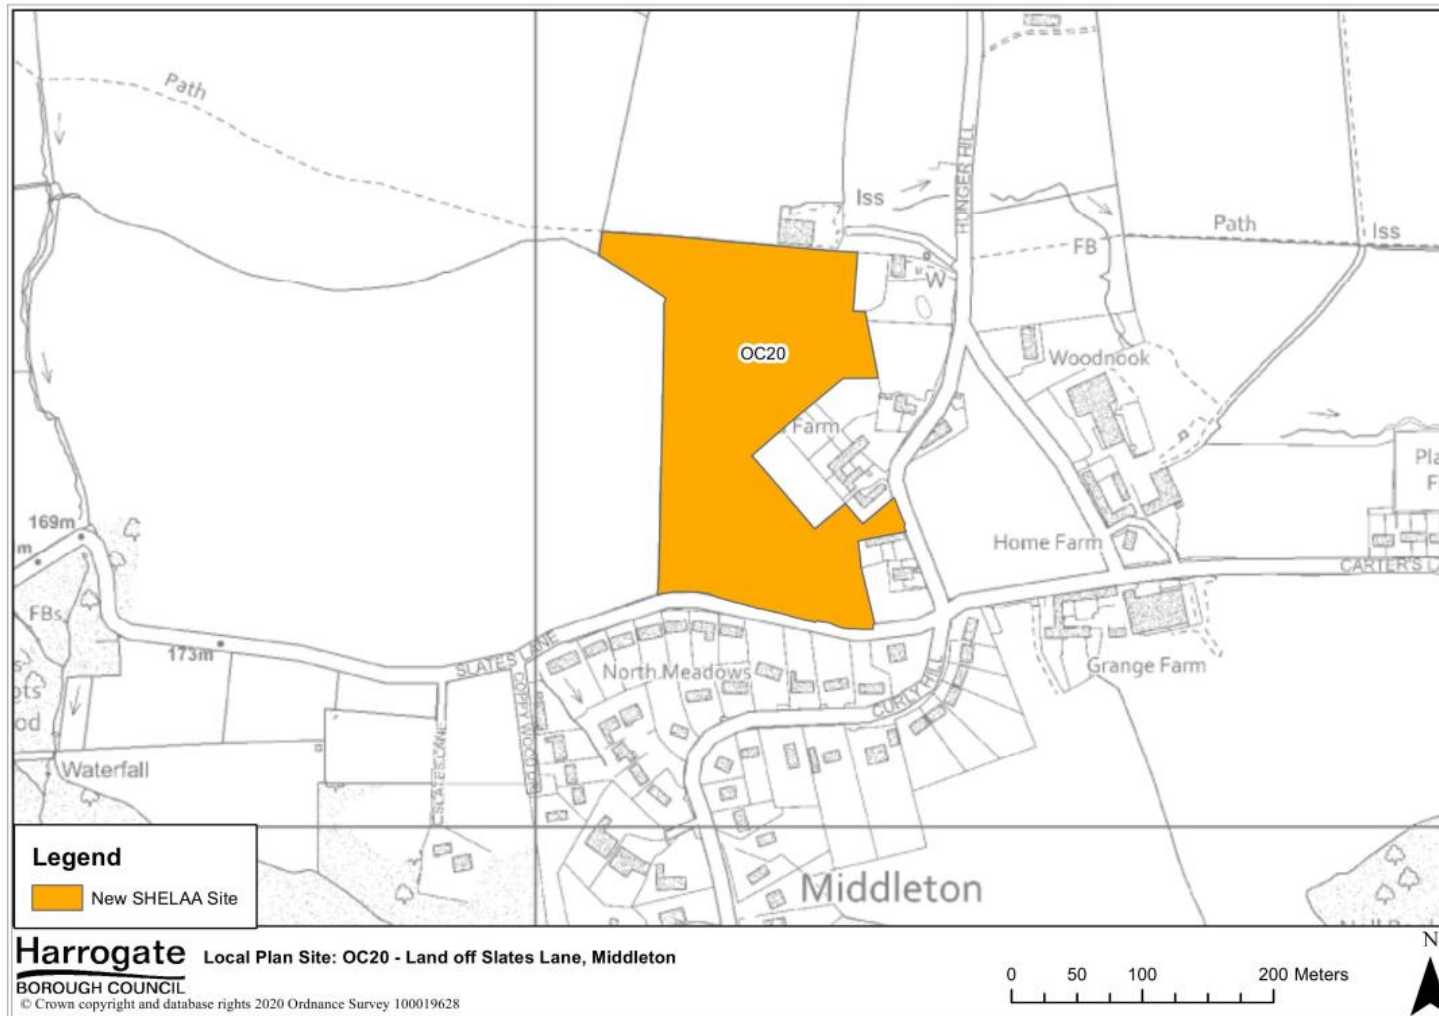 Path
Iss
HUNGER HILL
Path
Iss
FB
W
OC20
Woodnook
Farm
Pla
F
169m
m
Home Farm
CARTER'S L
FBs
SLATES LANE
173m
North Meadows
Grange Farm
COPPY WOOD DR
CURLY HILL
ots
od
SLATES LANE
Waterfall
Middleton
Legend
New SHELAA Site
Harrogate
BOROUGH COUNCIL
Local Plan Site: OC20 - Land off Slates Lane, Middleton
© Crown copyright and database rights 2020 Ordnance Survey 100019628
0 50 100 200 Meters
N